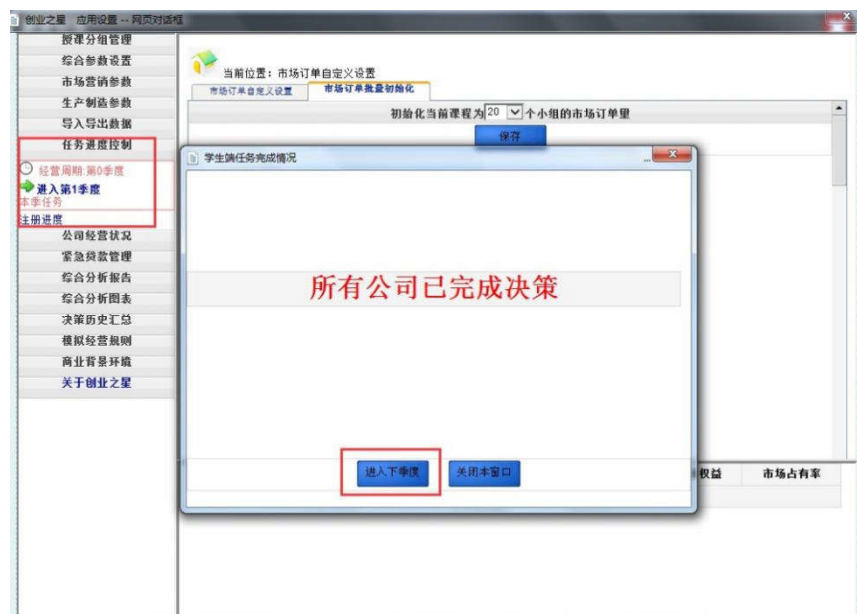 创业之星 应用设置 -- 网页对话框
授课分组管理
综合参数设置
市场营销参数
生产制造参数
导入导出数据
任务进度控制
经营周期:第0季度
进入第1季度
本季任务
注册进度
公司经营状况
紧急贷款管理
综合分析报告
综合分析图表
决策历史汇总
模拟经营规则
商业背景环境
关于创业之星
当前位置：市场订单自定义设置
市场订单自定义设置 市场订单批量初始化
初始化当前课程为 20 个小组的市场订单量
保存
学生端任务完成情况
所有公司已完成决策
进入下季度 关闭本窗口
权益 市场占有率